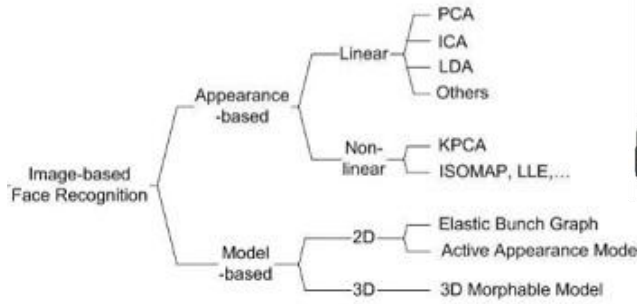 PCA
ICA
Linear
LDA
Others
Appearance
-based
Non-
linear
KPCA
ISOMAP, LLE,...
Image-based
Face Recognition
Model
-based
2D
Elastic Bunch Graph
Active Appearance Mode
3D
3D Morphable Model